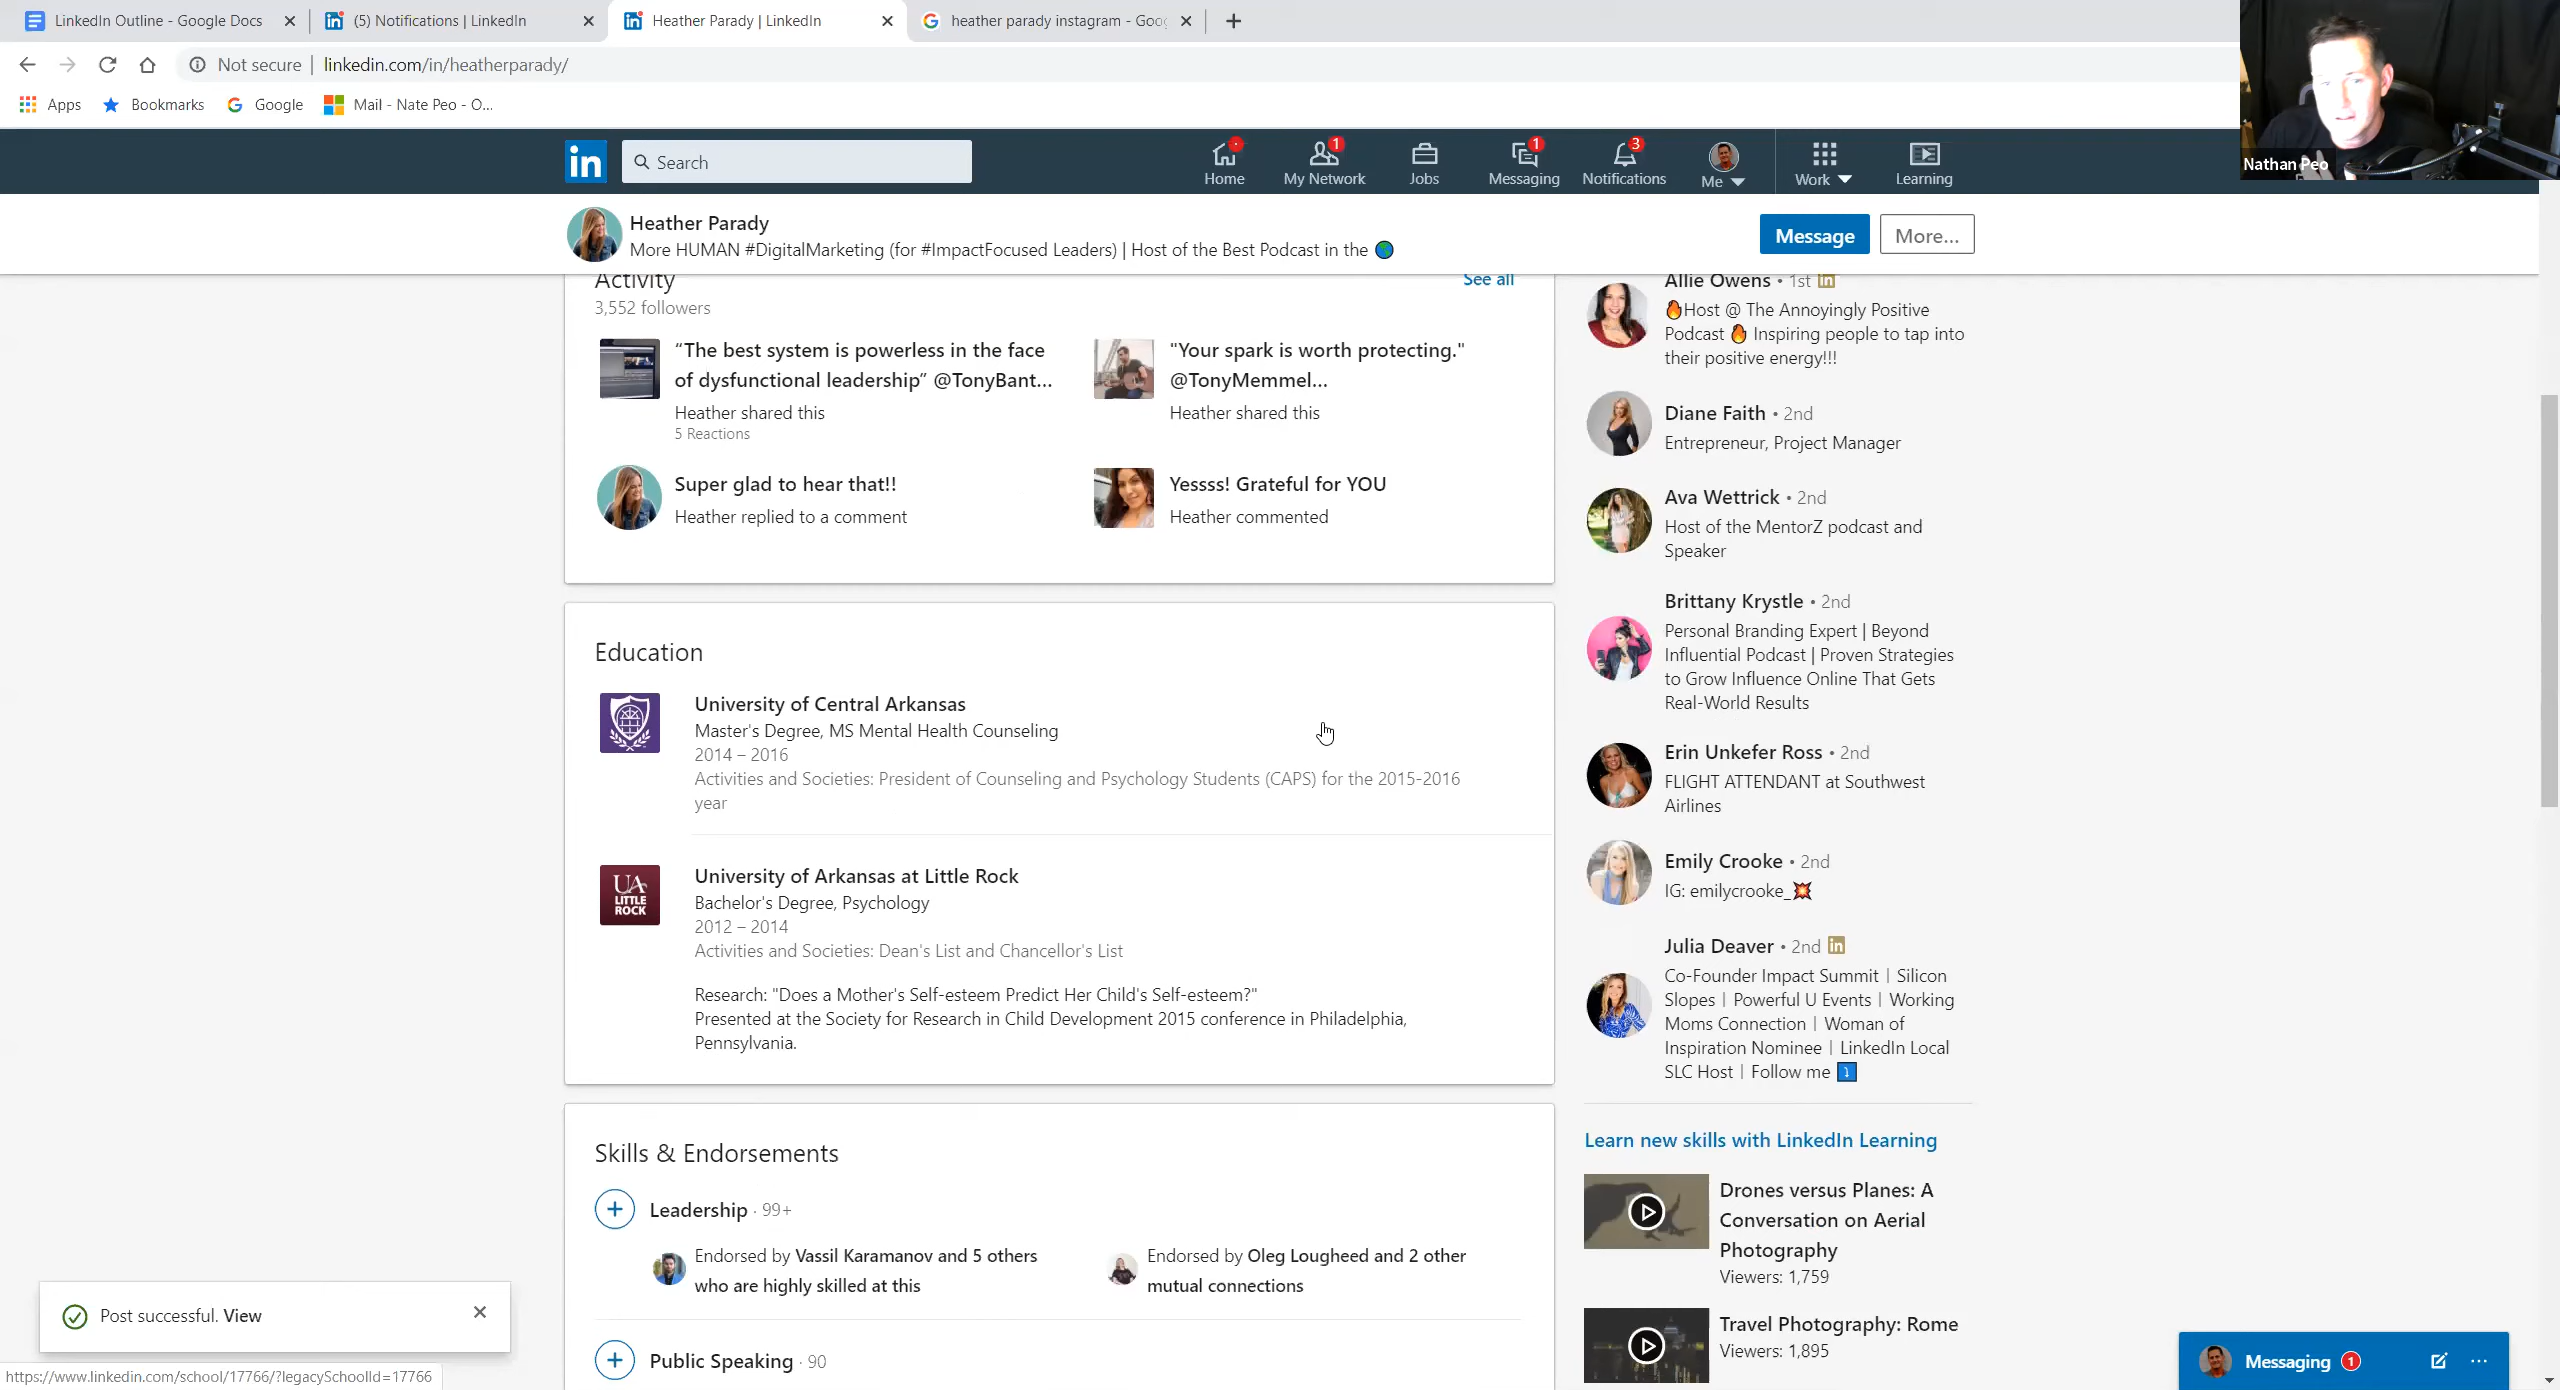 LinkedIn Outline - Google Docs
(5) Notifications | LinkedIn
Heather Parady | LinkedIn
heather parady instagram - Goo
Not secure | linkedin.com/in/heatherparady/
Apps
Bookmarks
Google
Mail - Nate Peo - O...
Nathan Peo
in
Search
Home
1
My Network
Jobs
1
Messaging
3
Notifications
Me
Work
Learning
Heather Parady
More HUMAN #DigitalMarketing (for #ImpactFocused Leaders) | Host of the Best Podcast in the
Message
More...
Activity
See all
3,552 followers
“The best system is powerless in the face
of dysfunctional leadership” @TonyBant...
Heather shared this
5 Reactions
"Your spark is worth protecting."
@TonyMemmel...
Heather shared this
Super glad to hear that!!
Heather replied to a comment
Yessss! Grateful for YOU
Heather commented
Education
University of Central Arkansas
Master's Degree, MS Mental Health Counseling
2014 – 2016
Activities and Societies: President of Counseling and Psychology Students (CAPS) for the 2015-2016
year
UA
LITTLE
ROCK
University of Arkansas at Little Rock
Bachelor's Degree, Psychology
2012 – 2014
Activities and Societies: Dean's List and Chancellor's List
Research: "Does a Mother's Self-esteem Predict Her Child's Self-esteem?"
Presented at the Society for Research in Child Development 2015 conference in Philadelphia,
Pennsylvania.
Skills & Endorsements
Leadership · 99+
Endorsed by Vassil Karamanov and 5 others
who are highly skilled at this
Endorsed by Oleg Lougheed and 2 other
mutual connections
Public Speaking · 90
Allie Owens • 1st in
Host @ The Annoyingly Positive
Podcast Inspiring people to tap into
their positive energy!!!
Diane Faith • 2nd
Entrepreneur, Project Manager
Ava Wettrick • 2nd
Host of the MentorZ podcast and
Speaker
Brittany Krystle • 2nd
Personal Branding Expert | Beyond
Influential Podcast | Proven Strategies
to Grow Influence Online That Gets
Real-World Results
Erin Unkefer Ross • 2nd
FLIGHT ATTENDANT at Southwest
Airlines
Emily Crooke • 2nd
IG: emilycrooke_
Julia Deaver • 2nd in
Co-Founder Impact Summit | Silicon
Slopes | Powerful U Events | Working
Moms Connection | Woman of
Inspiration Nominee | LinkedIn Local
SLC Host | Follow me
Learn new skills with LinkedIn Learning
Drones versus Planes: A
Conversation on Aerial
Photography
Viewers: 1,759
Travel Photography: Rome
Viewers: 1,895
Post successful. View
https://www.linkedin.com/school/17766/?legacySchoolId=17766
Messaging 1